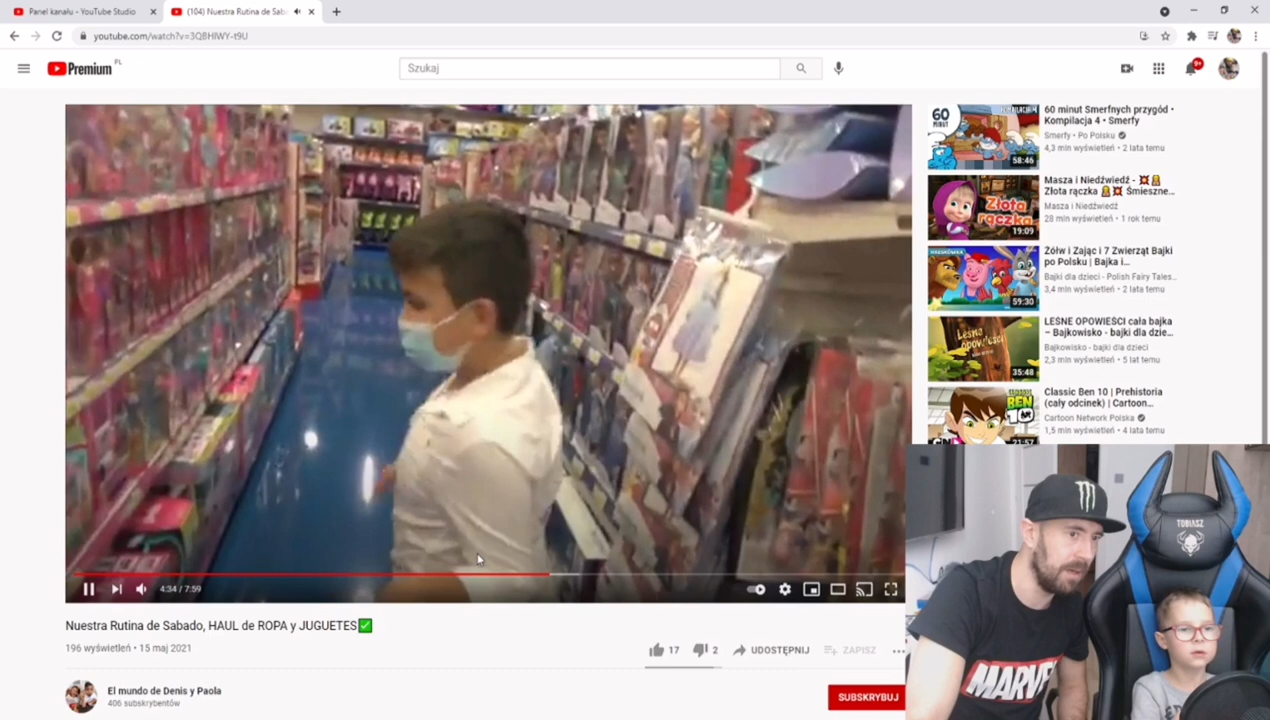 Panel kanału - YouTube Studio
(104) Nuestra Rutina de Sab
youtube.com/watch?v=3QBHlWY-t9U
Premium PL
Szukaj
9+
60 minut Smerfnych przygód •
Kompilacja 4 • Smerfy
Smerfy • Po Polsku
4,3 mln wyświetleń • 2 lata temu
60
MINUT
58:46
Masza i Niedźwiedź - 💥👷
Złota rączka 👷💥 Śmieszne...
Masza i Niedźwiedź
28 mln wyświetleń • 1 rok temu
Złota
rączka
19:09
Żółw i Zając i 7 Zwierząt Bajki
po Polsku | Bajka i...
Bajki dla dzieci - Polish Fairy Tales...
3,4 mln wyświetleń • 2 lata temu
59:30
LEŚNE OPOWIEŚCI cała bajka
– Bajkowisko - bajki dla dzie...
Bajkowisko - bajki dla dzieci
2,3 mln wyświetleń • 5 lat temu
Leśne
opowieści
35:48
Classic Ben 10 | Prehistoria
(cały odcinek) | Cartoon...
Cartoon Network Polska
1,5 mln wyświetleń • 4 lata temu
BEN
10
21:57
4:34 / 7:59
Nuestra Rutina de Sabado, HAUL de ROPA y JUGUETES✅
196 wyświetleń • 15 maj 2021
17
2
UDOSTĘPNIJ
ZAPISZ
El mundo de Denis y Paola
406 subskrybentów
SUBSKRYBUJ
TOBIASZ
MARVEL